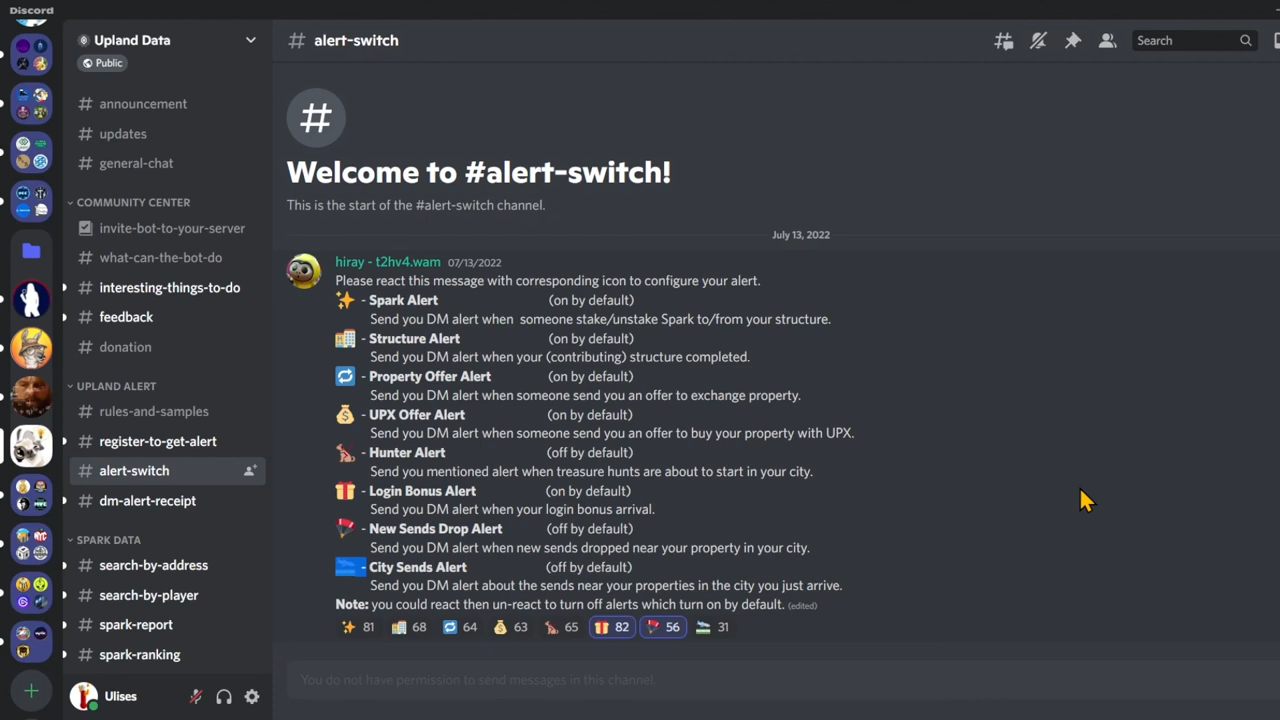 Discord
Upland Data
Public
announcement
updates
general-chat
COMMUNITY CENTER
invite-bot-to-your-server
what-can-the-bot-do
interesting-things-to-do
feedback
donation
UPLAND ALERT
rules-and-samples
register-to-get-alert
alert-switch
dm-alert-receipt
SPARK DATA
search-by-address
search-by-player
spark-report
spark-ranking
Ulises
# alert-switch
Search
#
Welcome to #alert-switch!
This is the start of the #alert-switch channel.
July 13, 2022
hiray - t2hv4.wam 07/13/2022
Please react this message with corresponding icon to configure your alert.
✨ - Spark Alert (on by default)
Send you DM alert when someone stake/unstake Spark to/from your structure.
🏢 - Structure Alert (on by default)
Send you DM alert when your (contributing) structure completed.
🔁 - Property Offer Alert (on by default)
Send you DM alert when someone send you an offer to exchange property.
💰 - UPX Offer Alert (on by default)
Send you DM alert when someone send you an offer to buy your property with UPX.
- Hunter Alert (off by default)
Send you mentioned alert when treasure hunts are about to start in your city.
🎁 - Login Bonus Alert (on by default)
Send you DM alert when your login bonus arrival.
- New Sends Drop Alert (off by default)
Send you DM alert when new sends dropped near your property in your city.
- City Sends Alert (off by default)
Send you DM alert about the sends near your properties in the city you just arrive.
Note: you could react then un-react to turn off alerts which turn on by default. (edited)
81 68 64 63 65 82 56 31
You do not have permission to send messages in this channel.